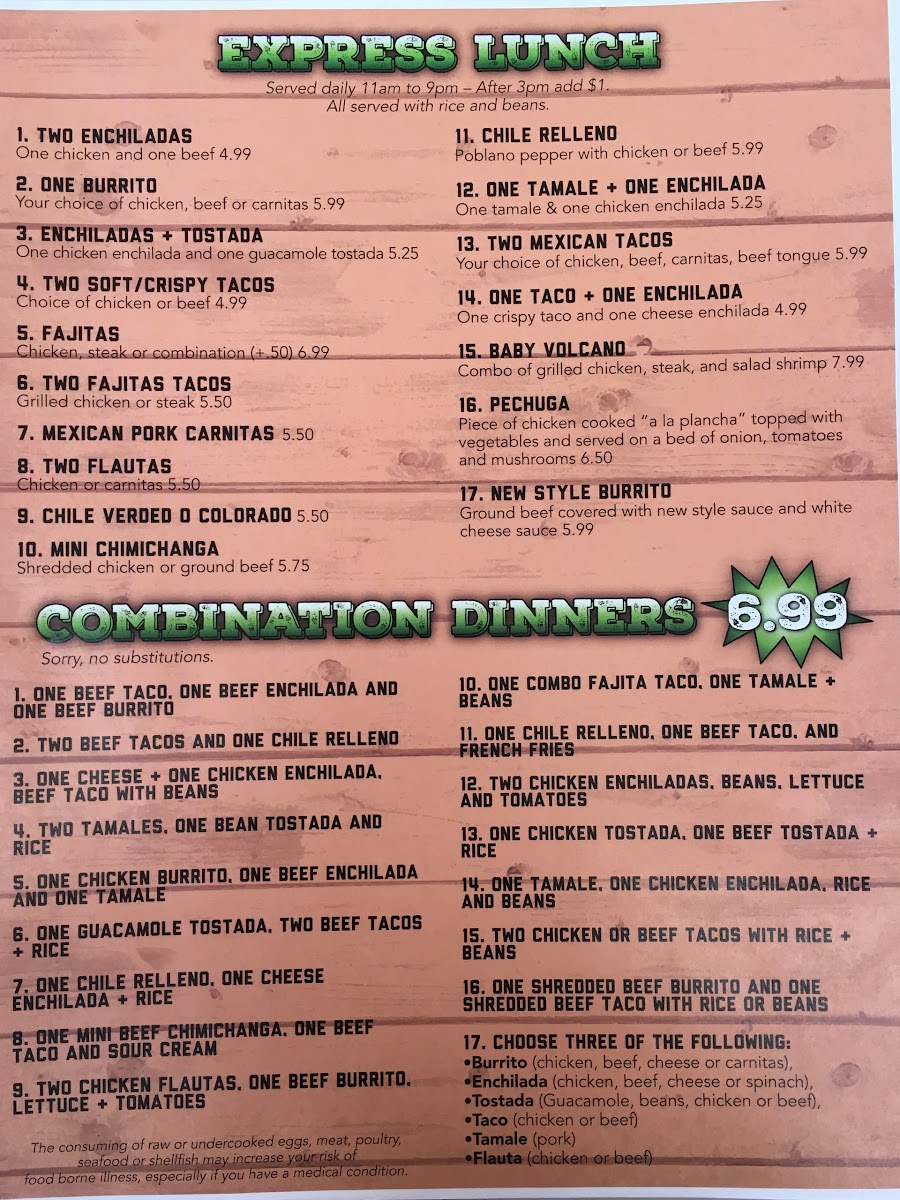 EXPRESS LUNCH
Served daily 11am to 9pm – After 3pm add $1.
All served with rice and beans.
1. TWO ENCHILADAS
One chicken and one beef 4.99
2. ONE BURRITO
Your choice of chicken, beef or carnitas 5.99
3. ENCHILADAS + TOSTADA
One chicken enchilada and one guacamole tostada 5.25
4. TWO SOFT/CRISPY TACOS
Choice of chicken or beef 4.99
5. FAJITAS
Chicken, steak or combination (+.50) 6.99
6. TWO FAJITAS TACOS
Grilled chicken or steak 5.50
7. MEXICAN PORK CARNITAS 5.50
8. TWO FLAUTAS
Chicken or carnitas 5.50
9. CHILE VERDED O COLORADO 5.50
10. MINI CHIMICHANGA
Shredded chicken or ground beef 5.75
11. CHILE RELLENO
Poblano pepper with chicken or beef 5.99
12. ONE TAMALE + ONE ENCHILADA
One tamale & one chicken enchilada 5.25
13. TWO MEXICAN TACOS
Your choice of chicken, beef, carnitas, beef tongue 5.99
14. ONE TACO + ONE ENCHILADA
One crispy taco and one cheese enchilada 4.99
15. BABY VOLCANO
Combo of grilled chicken, steak, and salad shrimp 7.99
16. PECHUGA
Piece of chicken cooked "a la plancha" topped with
vegetables and served on a bed of onion, tomatoes
and mushrooms 6.50
17. NEW STYLE BURRITO
Ground beef covered with new style sauce and white
cheese sauce 5.99
COMBINATION DINNERS 6.99
Sorry, no substitutions.
1. ONE BEEF TACO, ONE BEEF ENCHILADA AND
ONE BEEF BURRITO
2. TWO BEEF TACOS AND ONE CHILE RELLENO
3. ONE CHEESE + ONE CHICKEN ENCHILADA,
BEEF TACO WITH BEANS
4. TWO TAMALES, ONE BEAN TOSTADA AND
RICE
5. ONE CHICKEN BURRITO, ONE BEEF ENCHILADA
AND ONE TAMALE
6. ONE GUACAMOLE TOSTADA, TWO BEEF TACOS
+ RICE
7. ONE CHILE RELLENO, ONE CHEESE
ENCHILADA + RICE
8. ONE MINI BEEF CHIMICHANGA, ONE BEEF
TACO AND SOUR CREAM
9. TWO CHICKEN FLAUTAS, ONE BEEF BURRITO,
LETTUCE + TOMATOES
The consuming of raw or undercooked eggs, meat, poultry,
seafood or shellfish may increase your risk of
food borne illness, especially if you have a medical condition.
10. ONE COMBO FAJITA TACO, ONE TAMALE +
BEANS
11. ONE CHILE RELLENO, ONE BEEF TACO, AND
FRENCH FRIES
12. TWO CHICKEN ENCHILADAS, BEANS, LETTUCE
AND TOMATOES
13. ONE CHICKEN TOSTADA, ONE BEEF TOSTADA +
RICE
14. ONE TAMALE, ONE CHICKEN ENCHILADA, RICE
AND BEANS
15. TWO CHICKEN OR BEEF TACOS WITH RICE +
BEANS
16. ONE SHREDDED BEEF BURRITO AND ONE
SHREDDED BEEF TACO WITH RICE OR BEANS
17. CHOOSE THREE OF THE FOLLOWING:
•Burrito (chicken, beef, cheese or carnitas),
•Enchilada (chicken, beef, cheese or spinach),
•Tostada (Guacamole, beans, chicken or beef),
•Taco (chicken or beef)
•Tamale (pork)
•Flauta (chicken or beef)